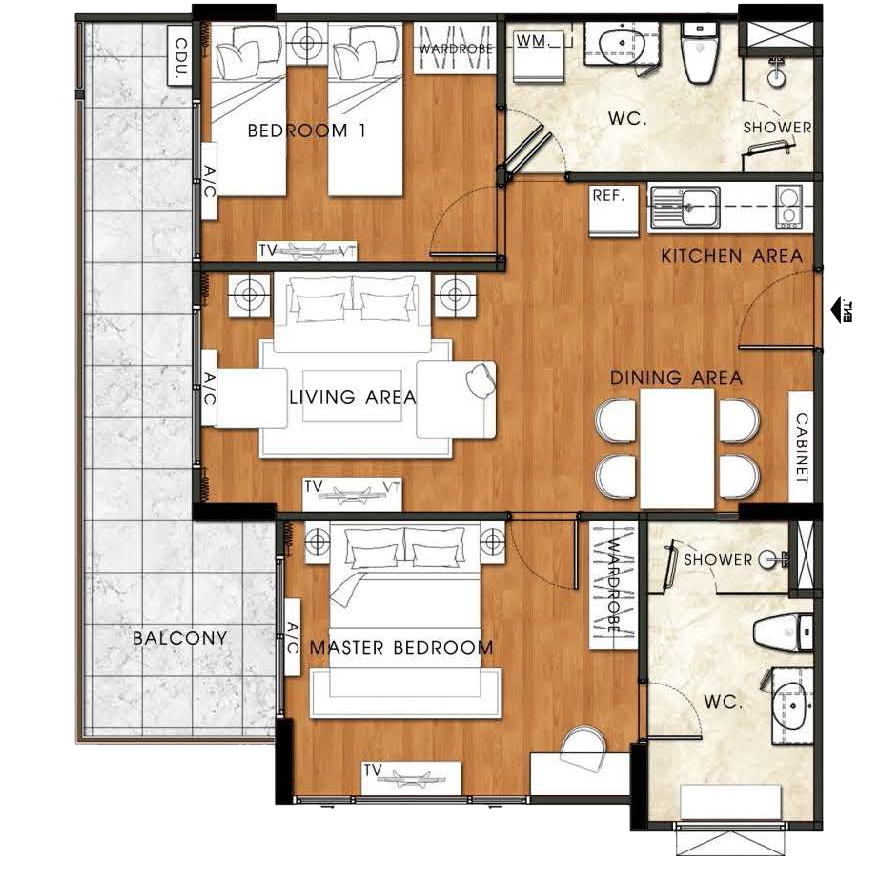 CDU.
WARDROBE
WM.
BEDROOM 1
WC.
SHOWER
A/C
REF.
TV
KITCHEN AREA
ENT.
DINING AREA
A/C
LIVING AREA
CABINET
TV
WARDROBE
SHOWER
BALCONY
A/C
MASTER BEDROOM
WC.
TV